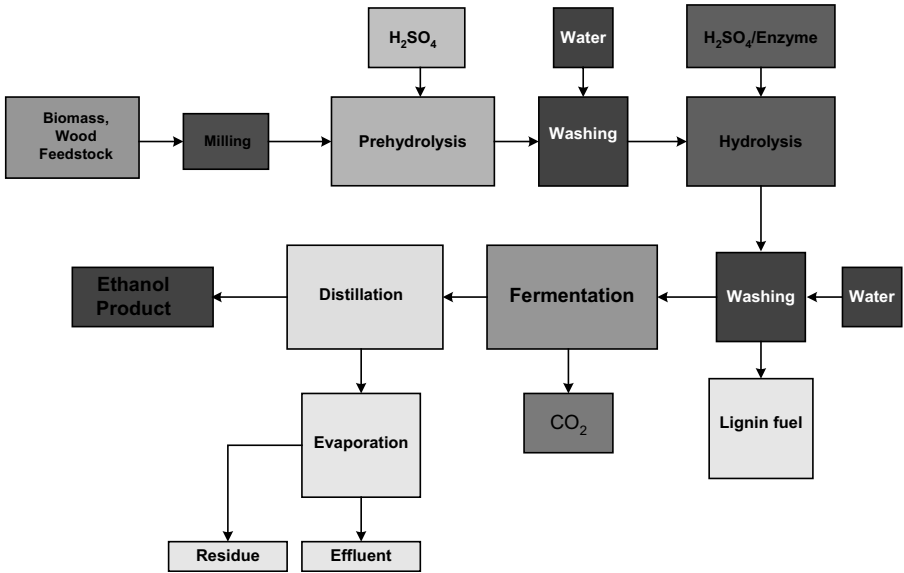 H₂SO₄
Water
H₂SO₄/Enzyme
Biomass,
Wood
Feedstock
Milling
Prehydrolysis
Washing
Hydrolysis
Ethanol
Product
Distillation
Fermentation
Washing
Water
Evaporation
CO₂
Lignin fuel
Residue
Effluent